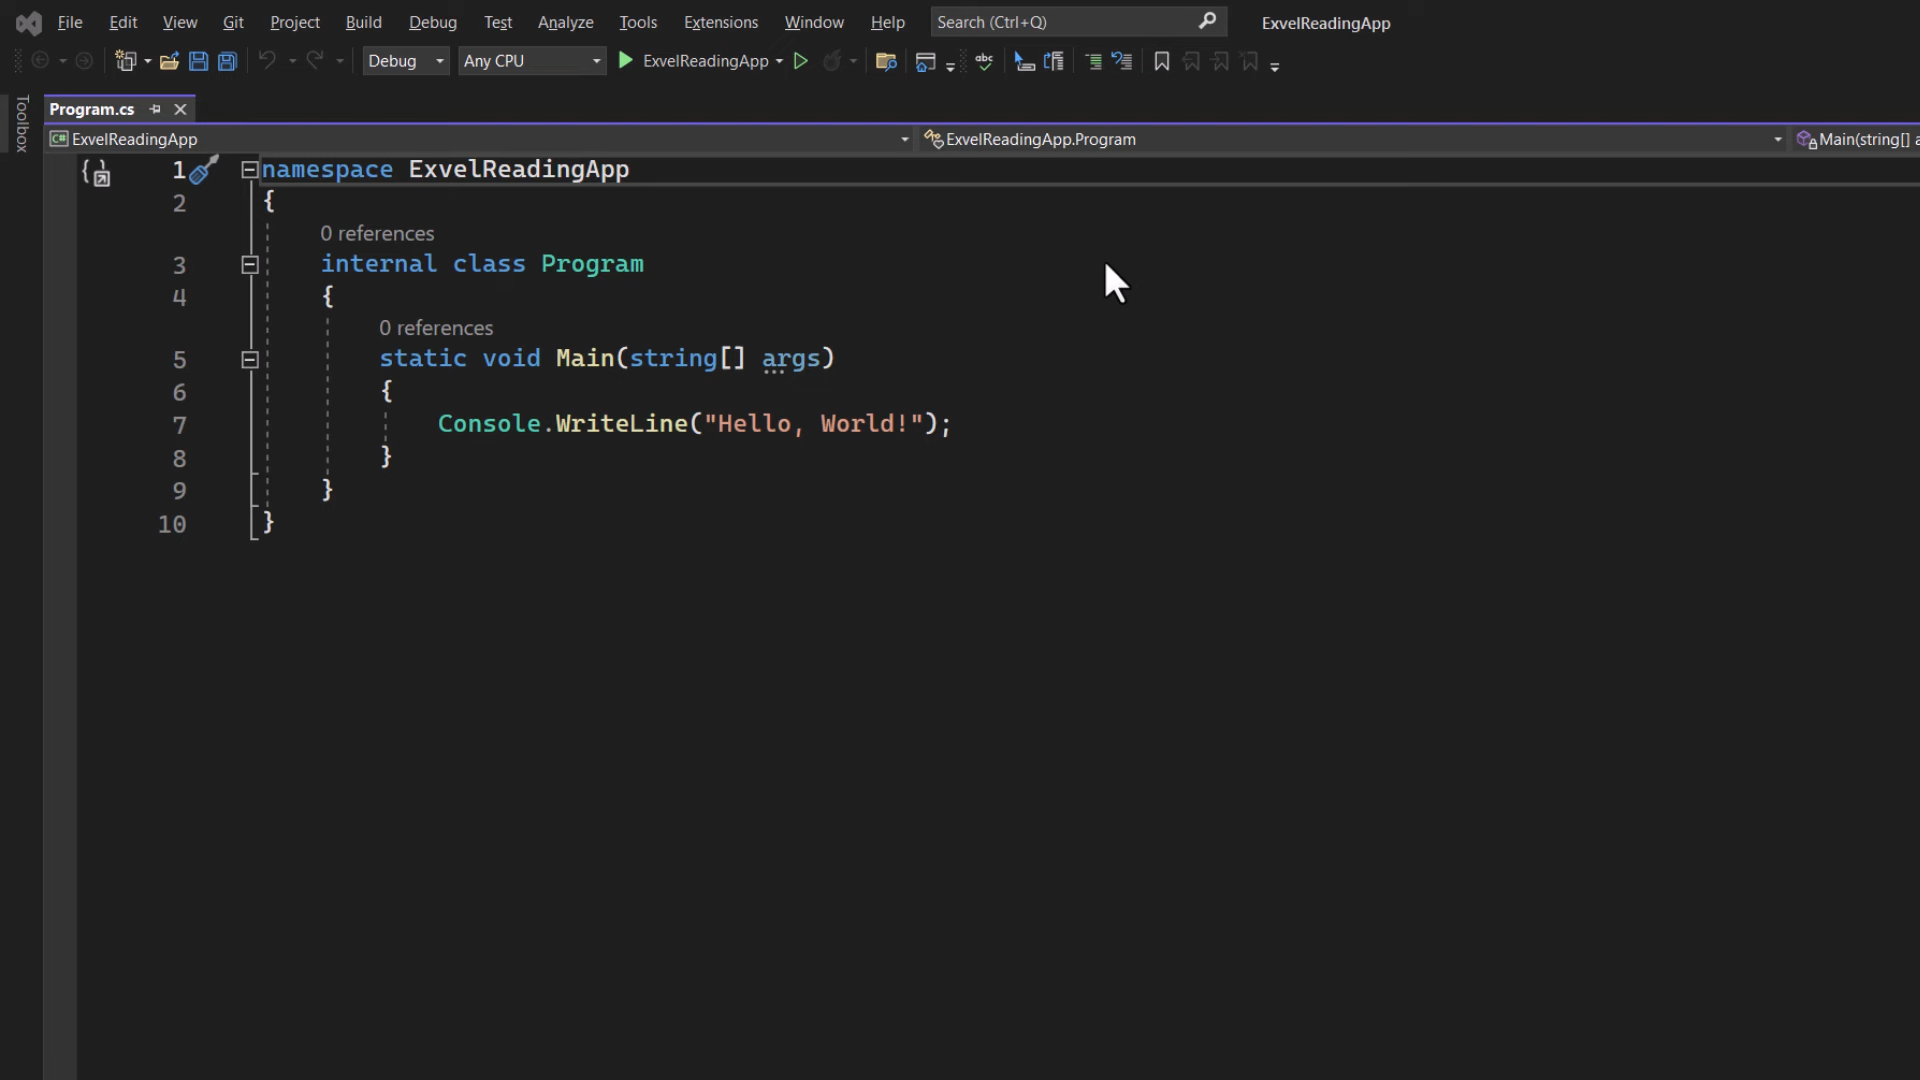 File Edit View Git Project Build Debug Test Analyze Tools Extensions Window Help Search (Ctrl+Q) ExvelReadingApp
Debug Any CPU ExvelReadingApp abc
Toolbox
Program.cs
C# ExvelReadingApp ExvelReadingApp.Program Main(string[] a
1 namespace ExvelReadingApp
2 {
0 references
3 internal class Program
4 {
0 references
5 static void Main(string[] args)
6 {
7 Console.WriteLine("Hello, World!");
8 }
9 }
10 }